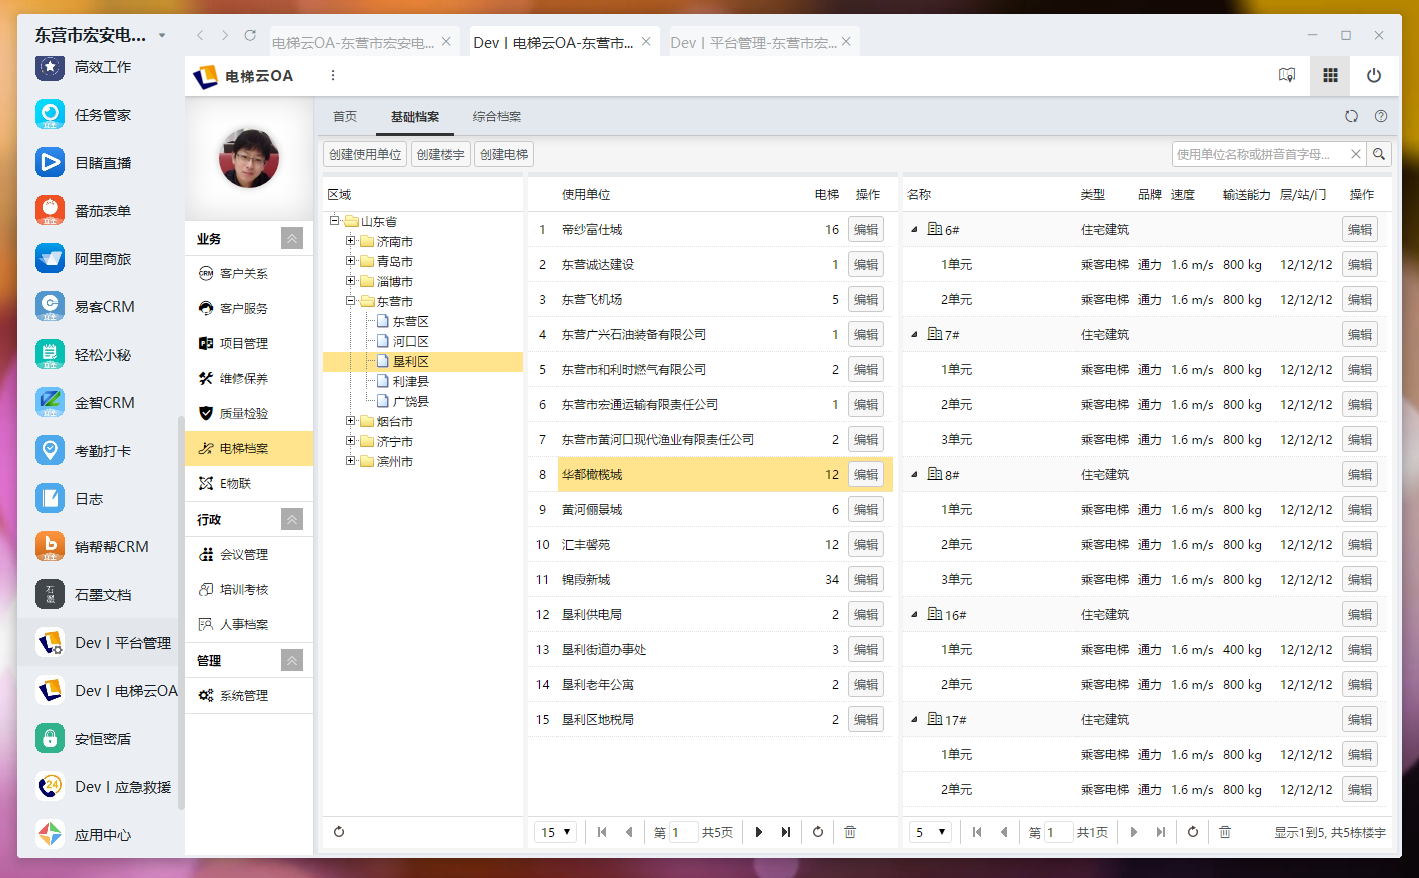 东营市宏安电...
电梯云OA-东营市宏安电...
Dev丨电梯云OA-东营市...
Dev丨平台管理-东营市宏...
高效工作
任务管家
目睹直播
番茄表单
阿里商旅
易客CRM
轻松小秘
金智CRM
考勤打卡
日志
销帮帮CRM
石墨文档
Dev丨平台管理
Dev丨电梯云OA
安恒密盾
Dev丨应急救援
应用中心
电梯云OA
业务
客户关系
客户服务
项目管理
维修保养
质量检验
电梯档案
E物联
行政
会议管理
培训考核
人事档案
管理
系统管理
首页 基础档案 综合档案
创建使用单位 创建楼宇 创建电梯
使用单位名称或拼音首字母...
区域
山东省
济南市
青岛市
淄博市
东营市
东营区
河口区
垦利区
利津县
广饶县
烟台市
济宁市
滨州市
使用单位 电梯 操作
1 帝纱富仕城 16 编辑
2 东营诚达建设 1 编辑
3 东营飞机场 5 编辑
4 东营广兴石油装备有限公司 1 编辑
5 东营市和利时燃气有限公司 2 编辑
6 东营市宏通运输有限责任公司 1 编辑
7 东营市黄河口现代渔业有限责任公司 2 编辑
8 华都橄榄城 12 编辑
9 黄河俪景城 6 编辑
10 汇丰馨苑 12 编辑
11 锦霞新城 34 编辑
12 垦利供电局 2 编辑
13 垦利街道办事处 3 编辑
14 垦利老年公寓 2 编辑
15 垦利区地税局 2 编辑
15 第 1 共5页
名称 类型 品牌 速度 输送能力 层/站/门 操作
6# 住宅建筑 编辑
1单元 乘客电梯 通力 1.6 m/s 800 kg 12/12/12 编辑
2单元 乘客电梯 通力 1.6 m/s 800 kg 12/12/12 编辑
7# 住宅建筑 编辑
1单元 乘客电梯 通力 1.6 m/s 800 kg 12/12/12 编辑
2单元 乘客电梯 通力 1.6 m/s 800 kg 12/12/12 编辑
3单元 乘客电梯 通力 1.6 m/s 800 kg 12/12/12 编辑
8# 住宅建筑 编辑
1单元 乘客电梯 通力 1.6 m/s 800 kg 12/12/12 编辑
2单元 乘客电梯 通力 1.6 m/s 800 kg 12/12/12 编辑
3单元 乘客电梯 通力 1.6 m/s 800 kg 12/12/12 编辑
16# 住宅建筑 编辑
1单元 乘客电梯 通力 1.6 m/s 400 kg 12/12/12 编辑
2单元 乘客电梯 通力 1.6 m/s 800 kg 12/12/12 编辑
17# 住宅建筑 编辑
1单元 乘客电梯 通力 1.6 m/s 800 kg 12/12/12 编辑
2单元 乘客电梯 通力 1.6 m/s 800 kg 12/12/12 编辑
5 第 1 共1页 显示1到5, 共5栋楼宇